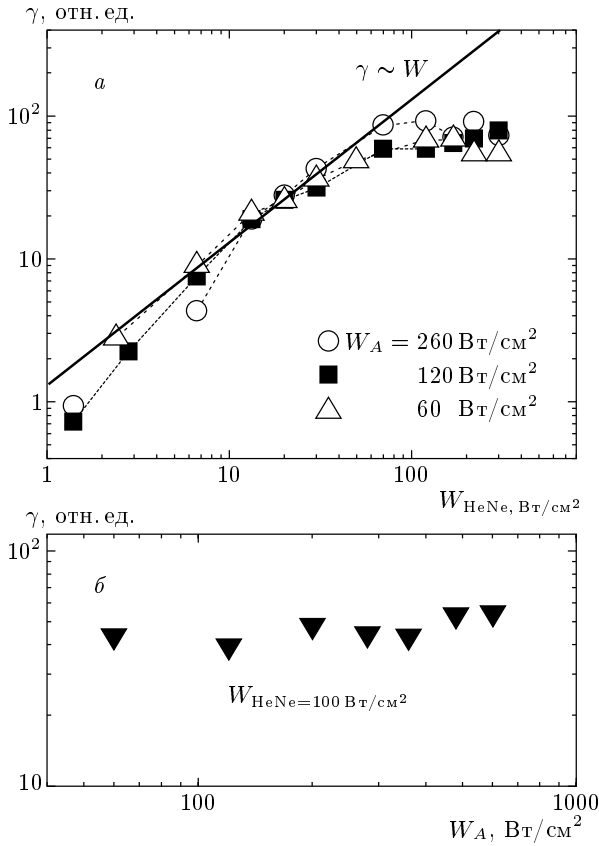 γ, отн. ед.
а
γ ∼ W
10²
10
1
W_A = 260 Вт/см²
120 Вт/см²
60 Вт/см²
1 10 100
W_HeNe, Вт/см²
γ, отн. ед.
10²
б
W_HeNe=100 Вт/см²
10
100 1000
W_A, Вт/см²